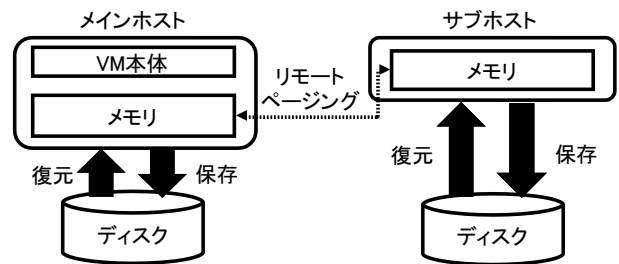 メインホスト
VM本体
メモリ
リモート
ページング
サブホスト
メモリ
復元
保存
復元
保存
ディスク
ディスク